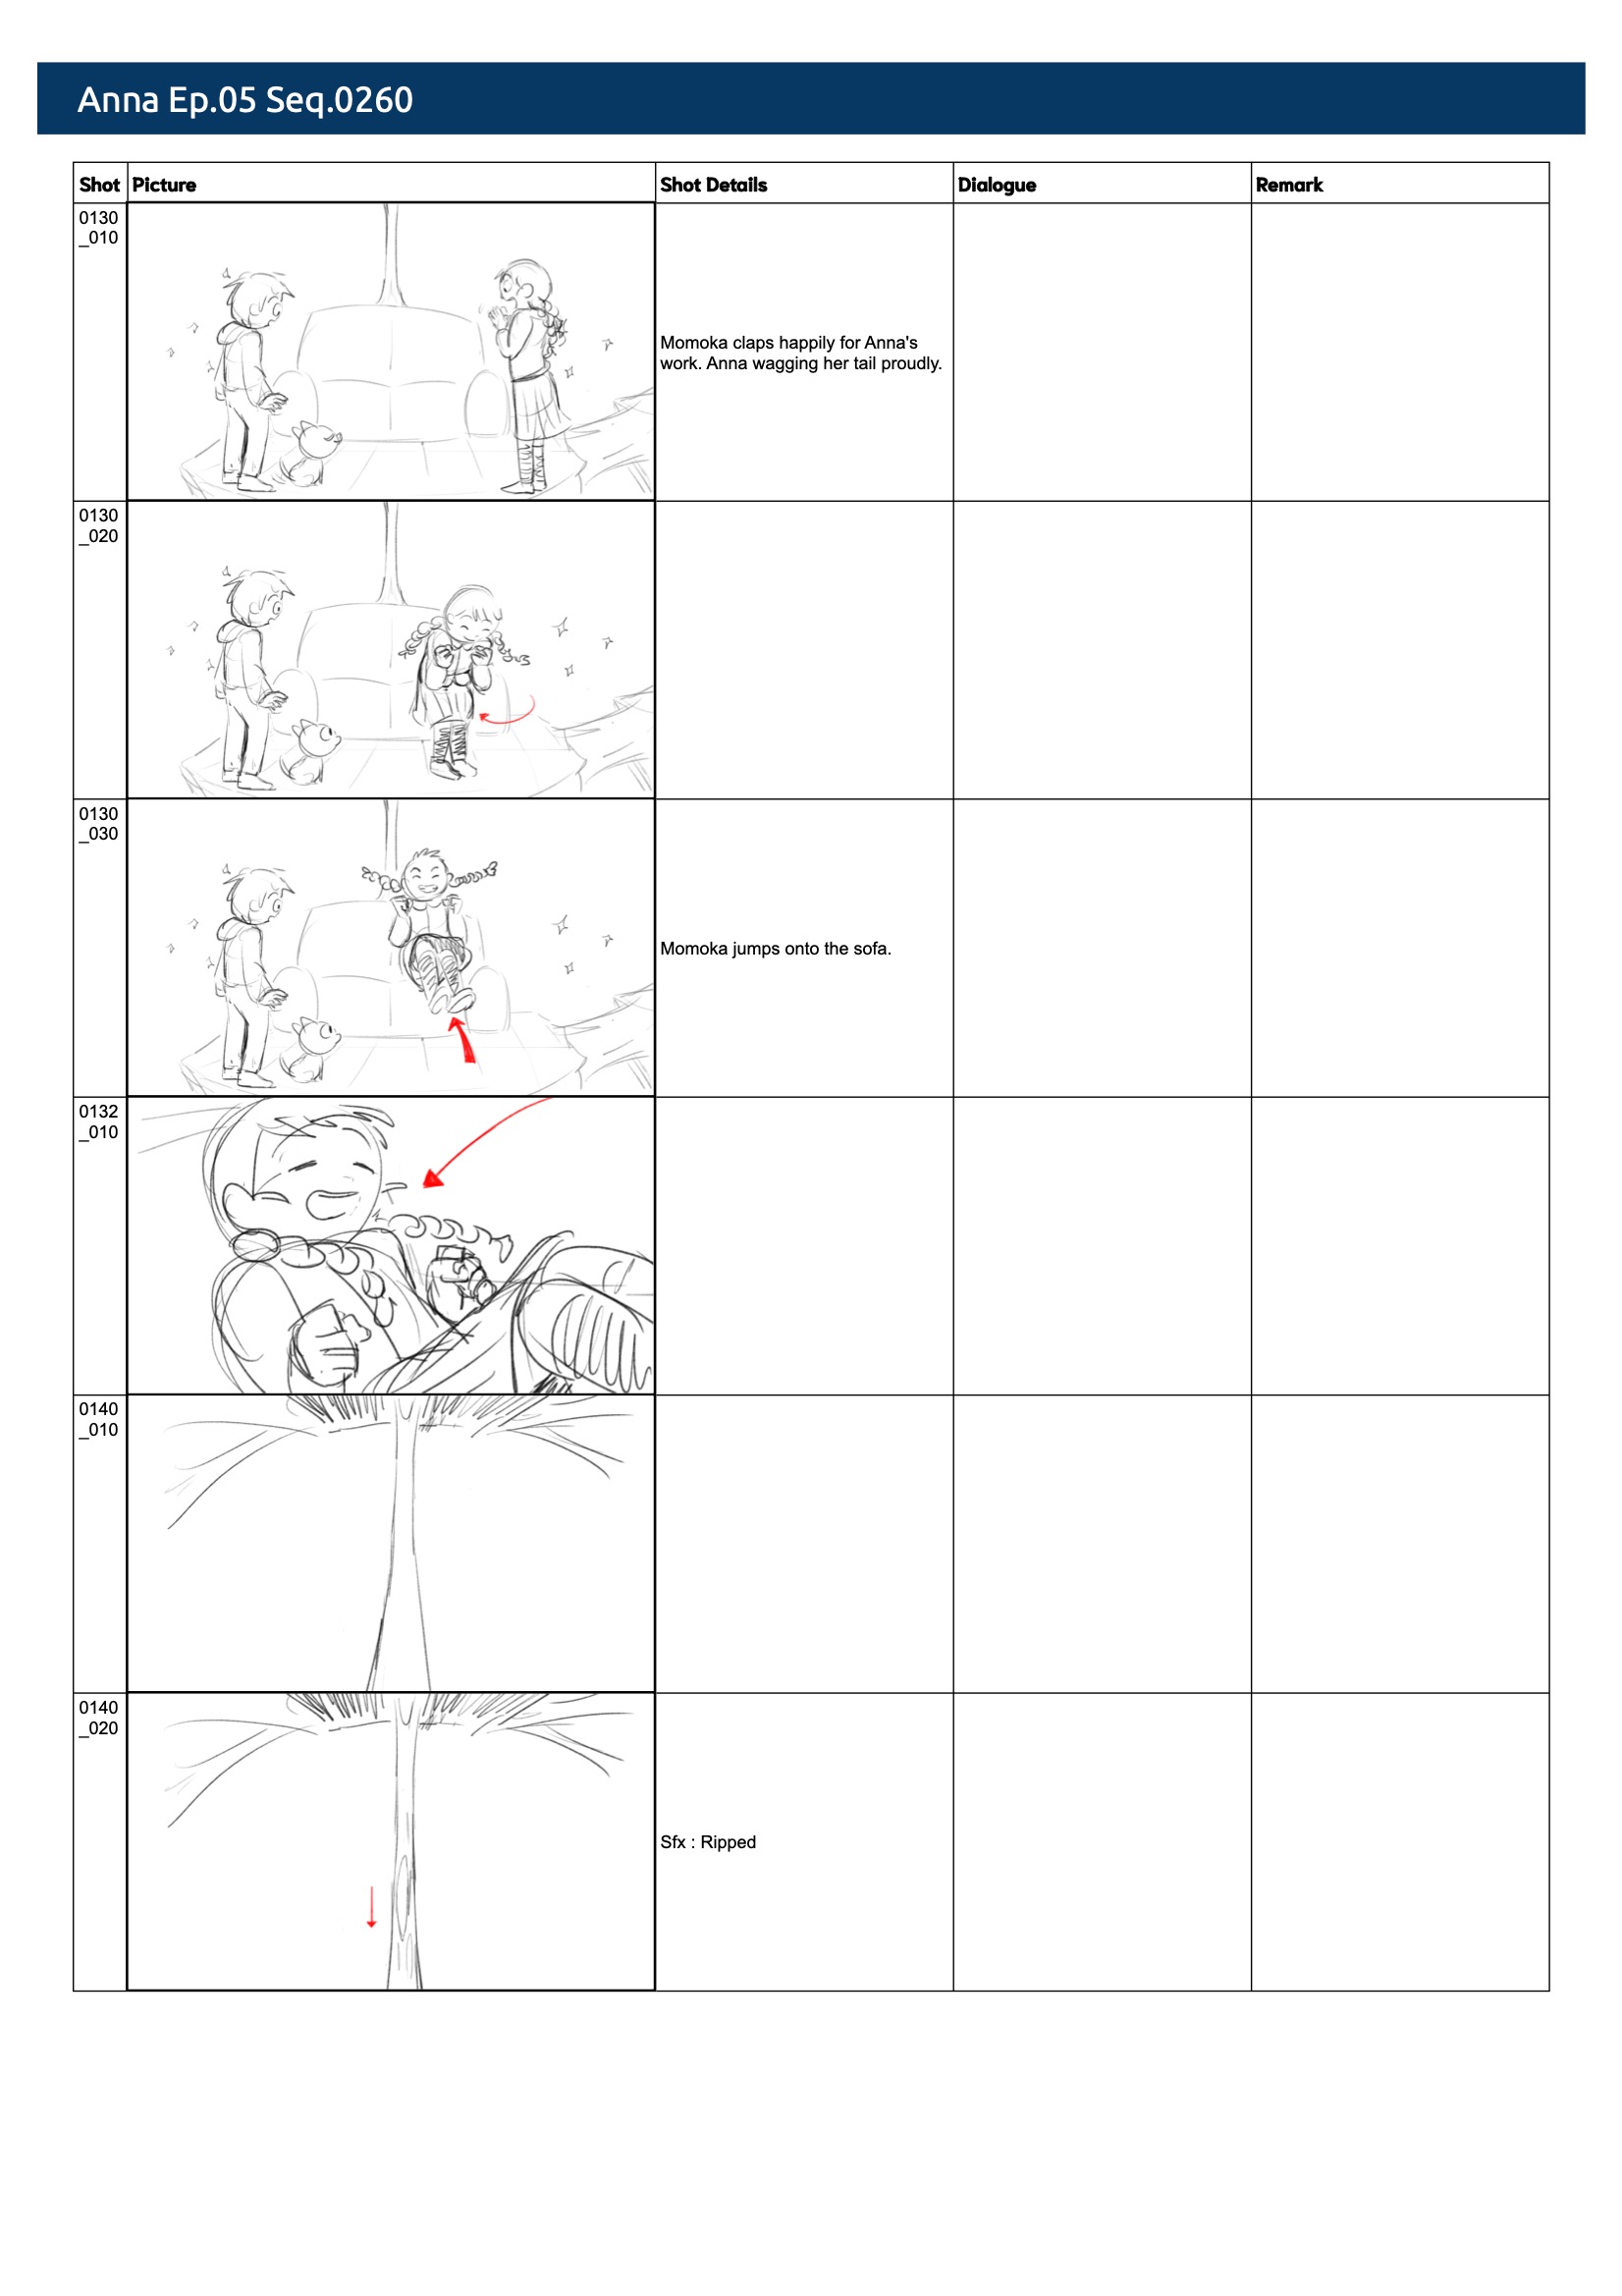 Anna Ep.05 Seq.0260
Shot Picture Shot Details Dialogue Remark
0130
_010
Momoka claps happily for Anna's
work. Anna wagging her tail proudly.
0130
_020
0130
_030
Momoka jumps onto the sofa.
0132
_010
0140
_010
0140
_020
Sfx : Ripped